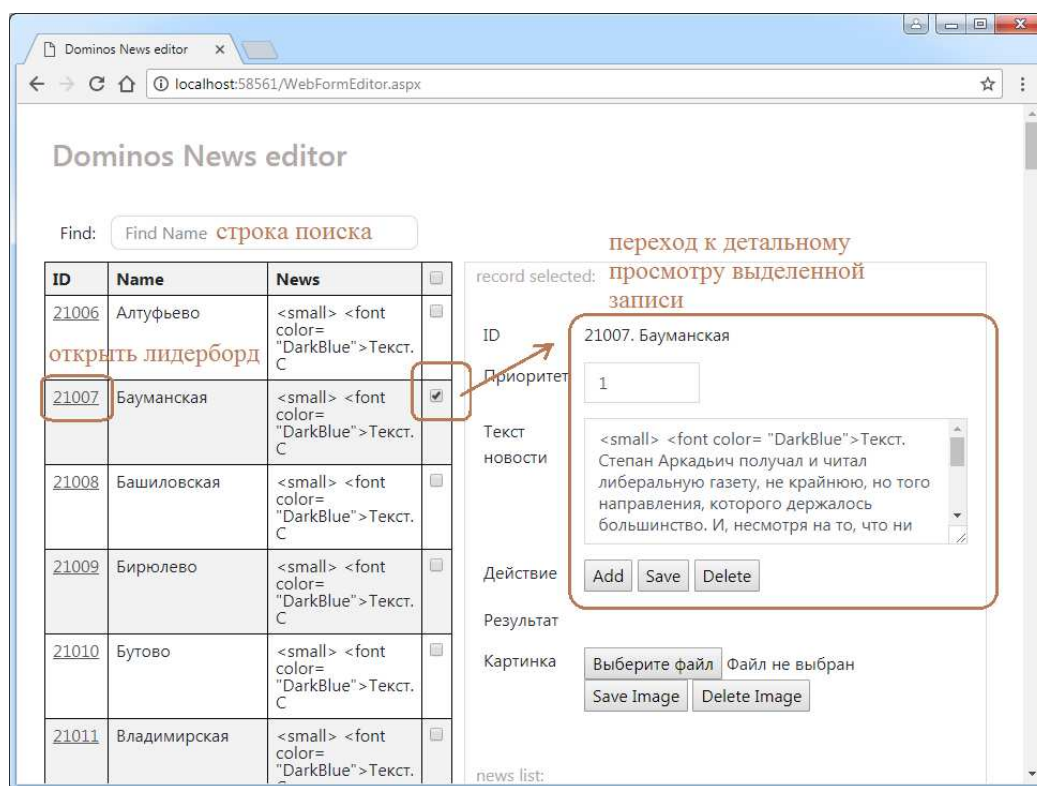 Dominos News editor
localhost:58561/WebFormEditor.aspx
Dominos News editor
Find:
Find Name
строка поиска
переход к детальному
просмотру выделенной
записи
ID
Name
News
21006
Алтуфьево
<small> <font
color=
"DarkBlue">Текст.
С
открыть лидерборд
21007
Бауманская
<small> <font
color=
"DarkBlue">Текст.
С
21008
Башиловская
<small> <font
color=
"DarkBlue">Текст.
С
21009
Бирюлево
<small> <font
color=
"DarkBlue">Текст.
С
21010
Бутово
<small> <font
color=
"DarkBlue">Текст.
С
21011
Владимирская
<small> <font
color=
"DarkBlue">Текст.
record selected:
ID
21007. Бауманская
Приоритет
1
Текст
новости
<small> <font color= "DarkBlue">Текст.
Степан Аркадьич получал и читал
либеральную газету, не крайнюю, но того
направления, которого держалось
большинство. И, несмотря на то, что ни
Действие
Add
Save
Delete
Результат
Картинка
Выберите файл
Файл не выбран
Save Image
Delete Image
news list: